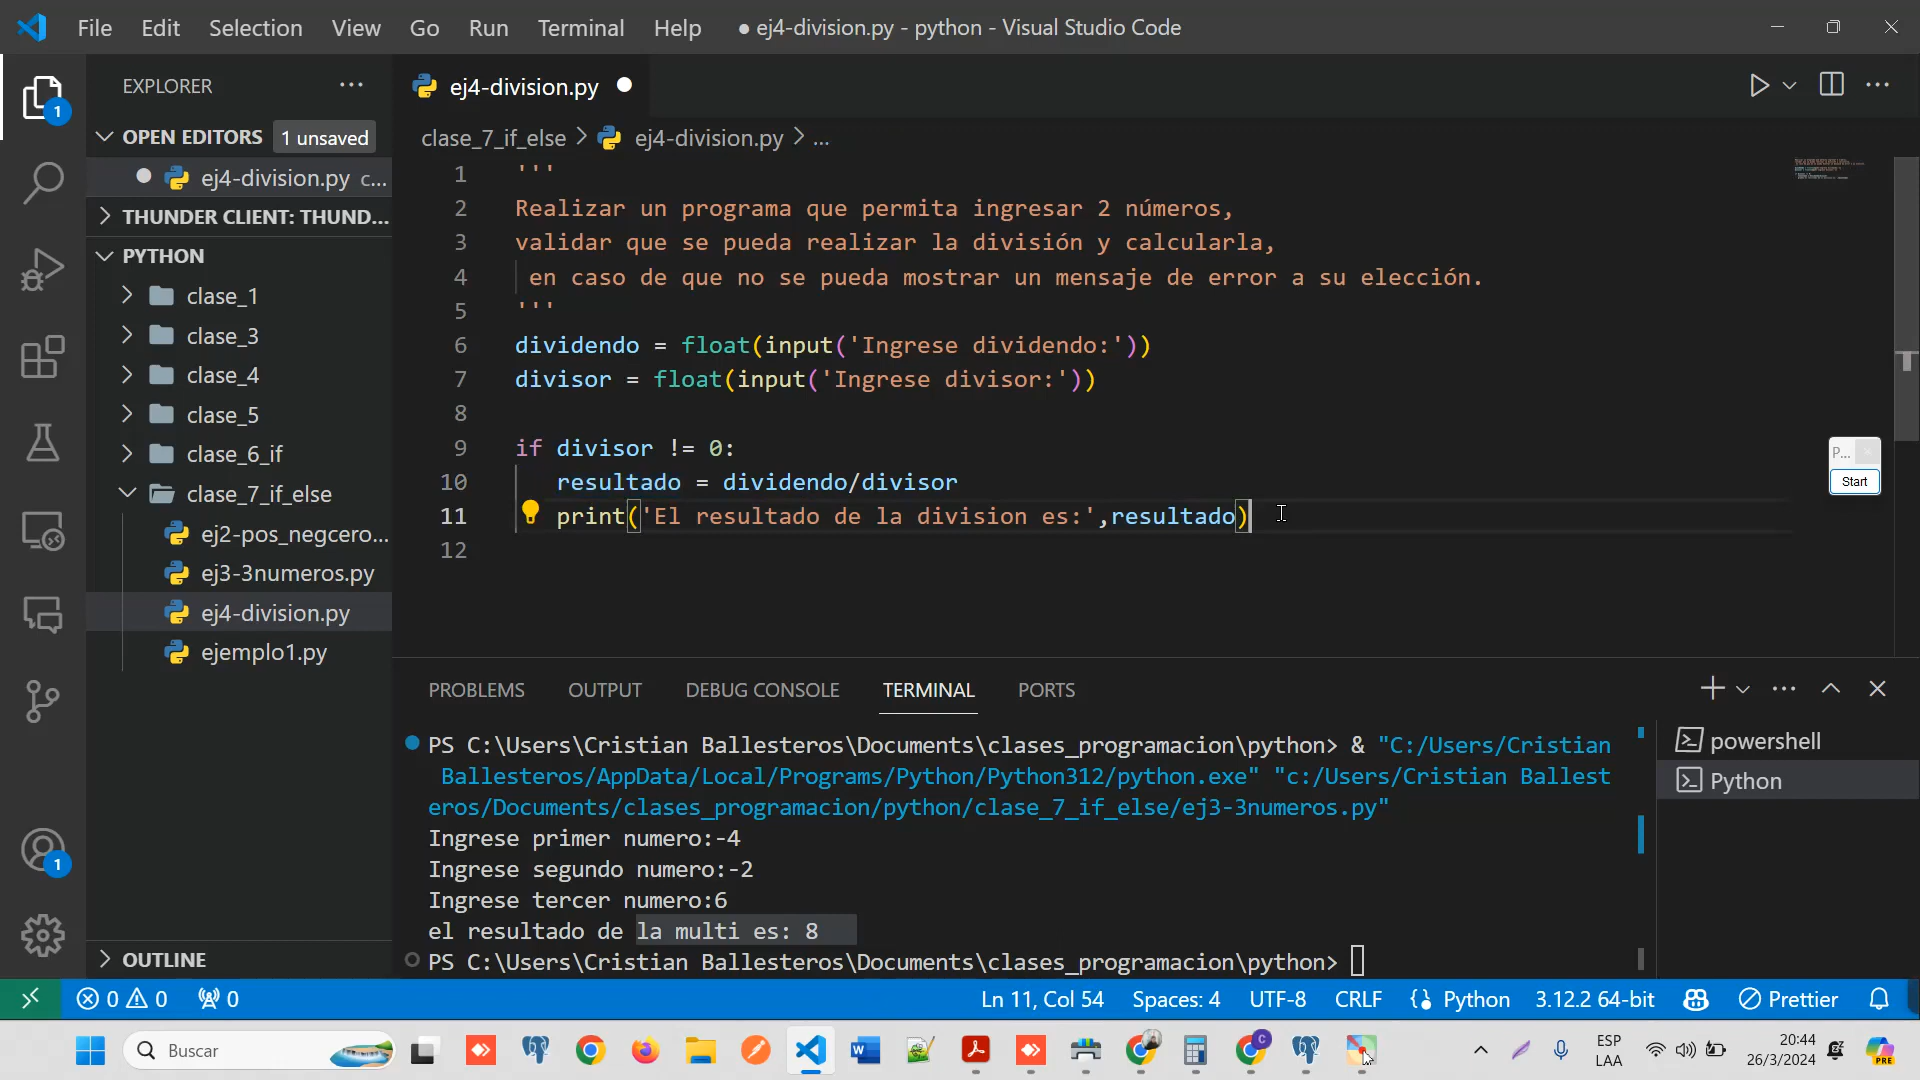 File Edit Selection View Go Run Terminal Help ● ej4-division.py - python - Visual Studio Code
EXPLORER
OPEN EDITORS 1 unsaved
ej4-division.py c...
THUNDER CLIENT: THUND...
PYTHON
clase_1
clase_3
clase_4
clase_5
clase_6_if
clase_7_if_else
ej2-pos_negcero...
ej3-3numeros.py
ej4-division.py
ejemplo1.py
OUTLINE
1
1
ej4-division.py
clase_7_if_else > ej4-division.py > ...
1 '''
2 Realizar un programa que permita ingresar 2 números,
3 validar que se pueda realizar la división y calcularla,
4 en caso de que no se pueda mostrar un mensaje de error a su elección.
5 '''
6 dividendo = float(input('Ingrese dividendo:'))
7 divisor = float(input('Ingrese divisor:'))
8
9 if divisor != 0:
10 resultado = dividendo/divisor
11 print('El resultado de la division es:',resultado)
12
P...
Start
PROBLEMS OUTPUT DEBUG CONSOLE TERMINAL PORTS
PS C:\Users\Cristian Ballesteros\Documents\clases_programacion\python> & "C:/Users/Cristian
Ballesteros/AppData/Local/Programs/Python/Python312/python.exe" "c:/Users/Cristian Ballest
eros/Documents/clases_programacion/python/clase_7_if_else/ej3-3numeros.py"
Ingrese primer numero:-4
Ingrese segundo numero:-2
Ingrese tercer numero:6
el resultado de la multi es: 8
PS C:\Users\Cristian Ballesteros\Documents\clases_programacion\python>
powershell
Python
0 0 0 Ln 11, Col 54 Spaces: 4 UTF-8 CRLF Python 3.12.2 64-bit Prettier
Buscar
ESP
LAA
20:44
26/3/2024
PRE